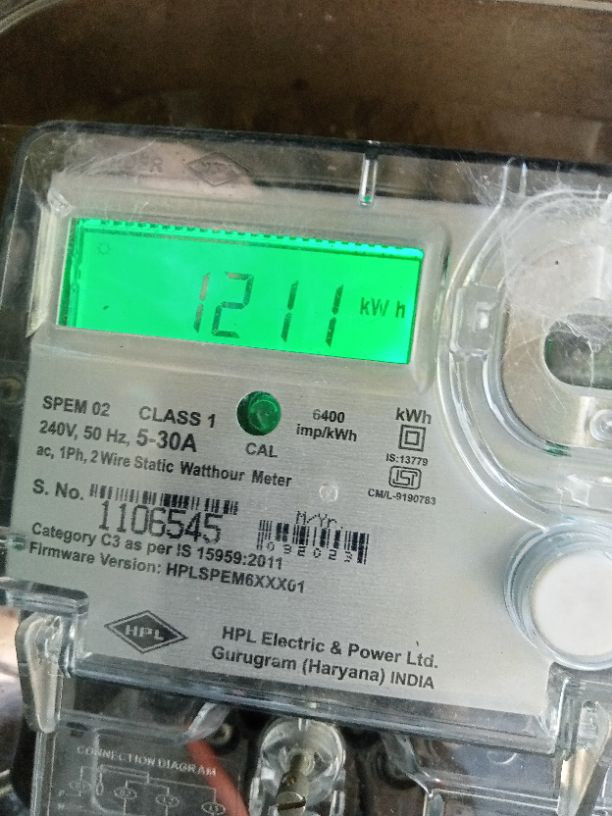 1211 kWh
SPEM 02 CLASS 1 6400 kWh
240V, 50 Hz, 5-30A imp/kWh
CAL IS:13779
ac, 1Ph, 2 Wire Static Watthour Meter
CM/L-9190783
S. No. M/Yr.
1106545 092023
Category C3 as per IS 15959:2011
Firmware Version: HPLSPEM6XXX01
HPL HPL Electric & Power Ltd.
Gurugram (Haryana) INDIA
CONNECTION DIAGRAM